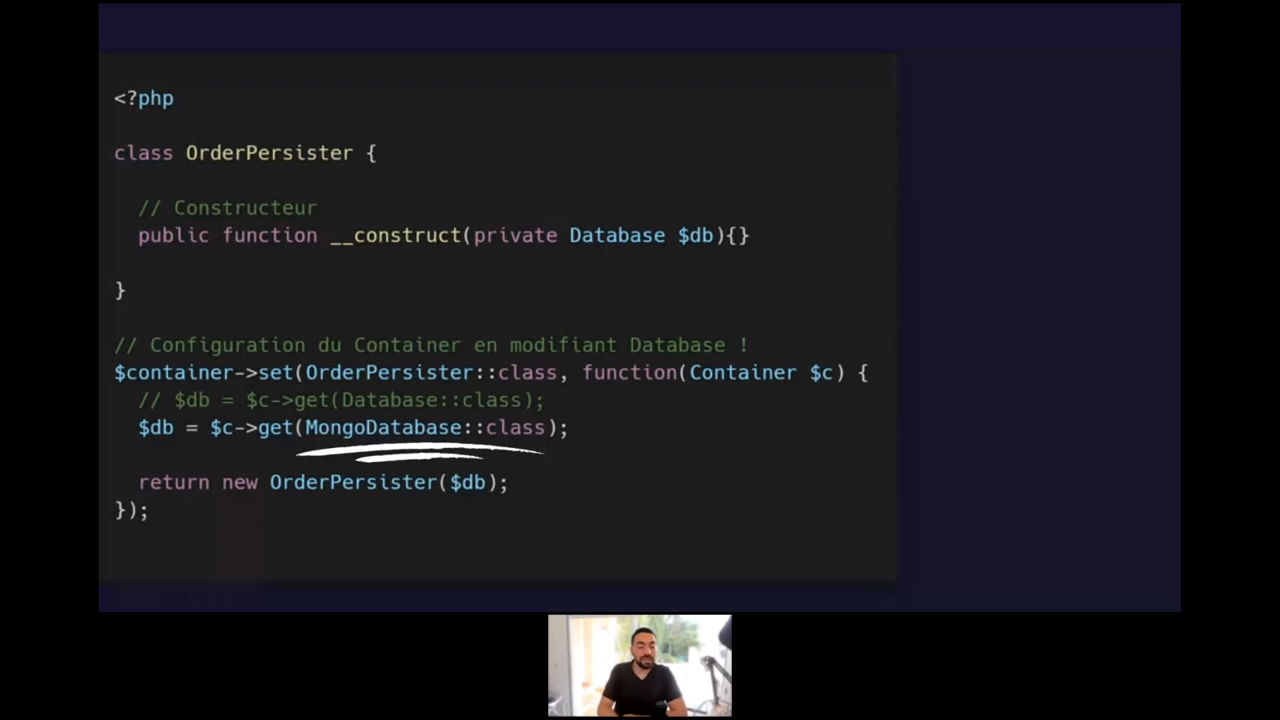 <?php
class OrderPersister {
// Constructeur
public function __construct(private Database $db){}
}
// Configuration du Container en modifiant Database !
$container->set(OrderPersister::class, function(Container $c) {
// $db = $c->get(Database::class);
$db = $c->get(MongoDatabase::class);
return new OrderPersister($db);
});